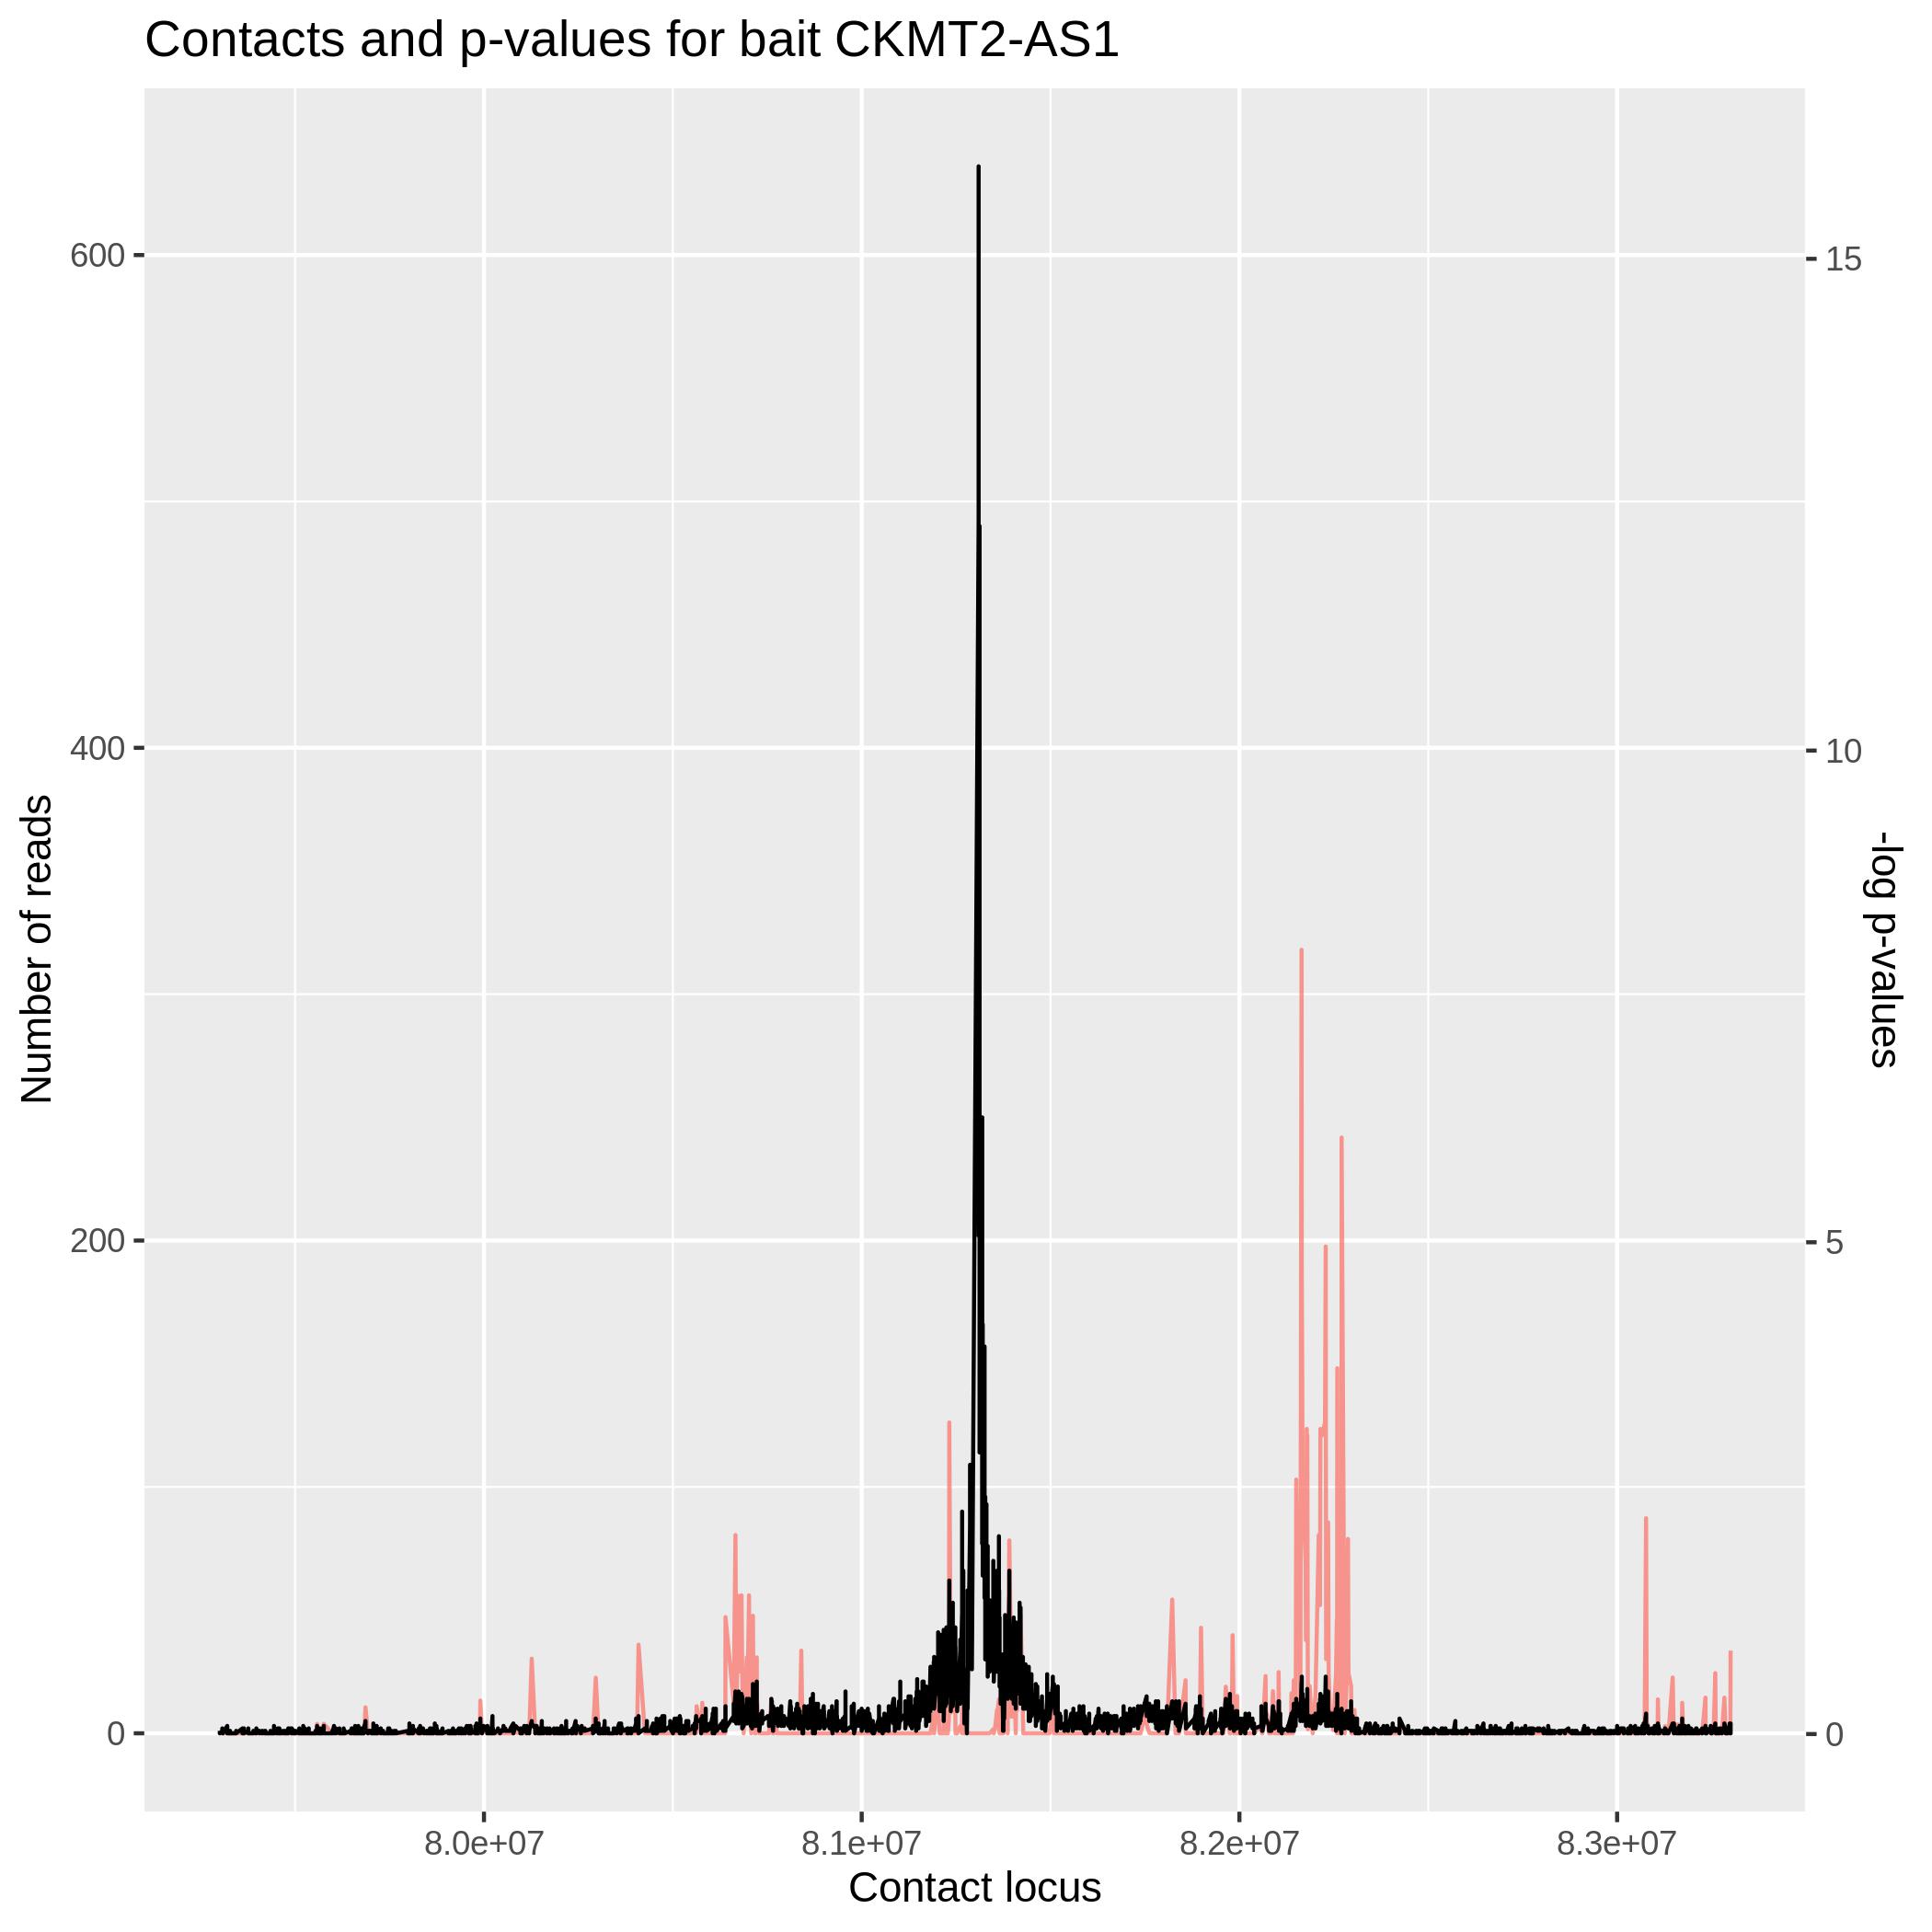 Contacts and p-values for bait CKMT2-AS1
600
400
200
0
15
10
5
0
Number of reads
-log p-values
8.0e+07
8.1e+07
8.2e+07
8.3e+07
Contact locus